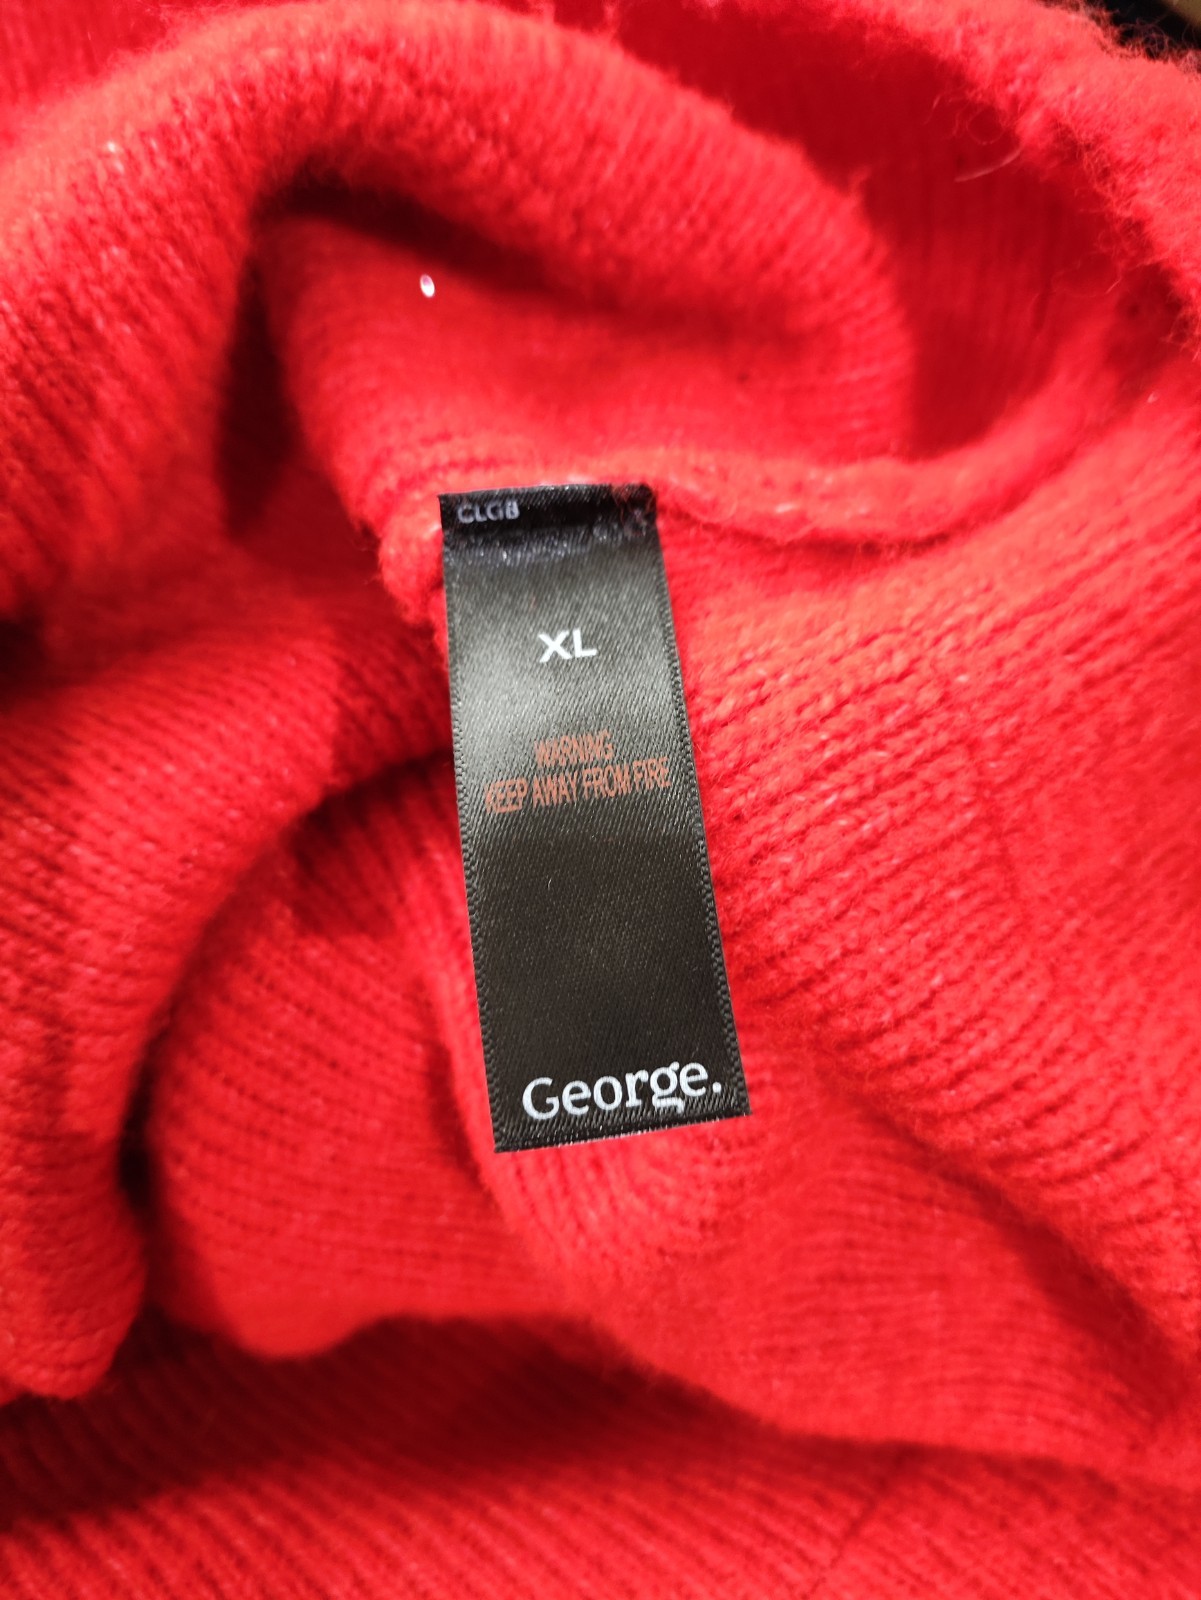 CLGB
XL
WARNING
KEEP AWAY FROM FIRE
George.